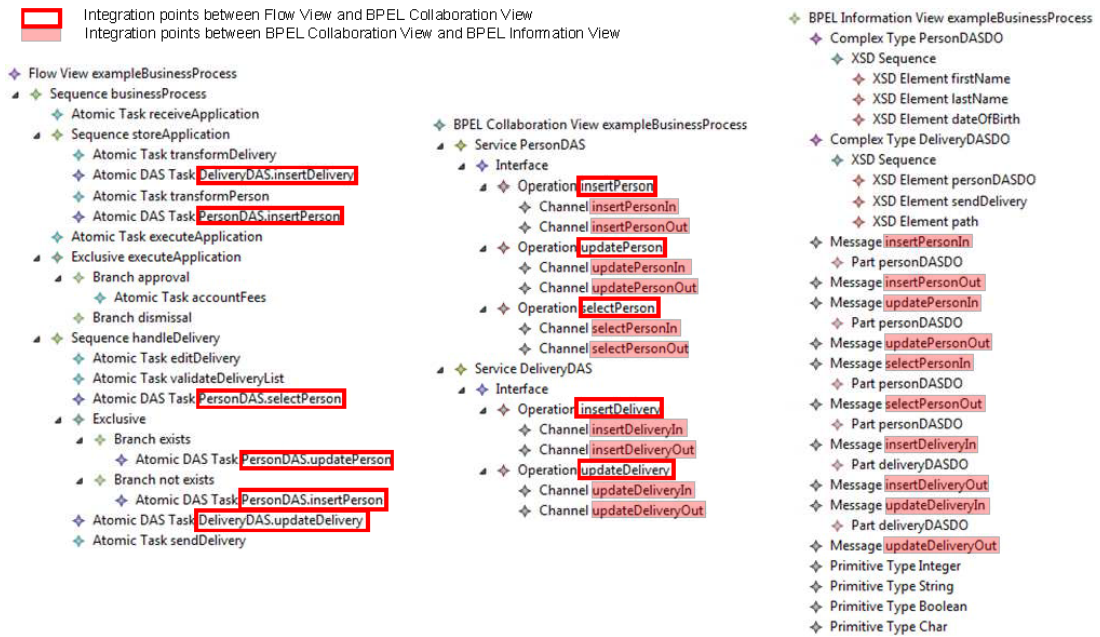 Integration points between Flow View and BPEL Collaboration View
Integration points between BPEL Collaboration View and BPEL Information View
Flow View exampleBusinessProcess
Sequence businessProcess
Atomic Task receiveApplication
Sequence storeApplication
Atomic Task transformDelivery
Atomic DAS Task DeliveryDAS.insertDelivery
Atomic Task transformPerson
Atomic DAS Task PersonDAS.insertPerson
Atomic Task executeApplication
Exclusive executeApplication
Branch approval
Atomic Task accountFees
Branch dismissal
Sequence handleDelivery
Atomic Task editDelivery
Atomic Task validateDeliveryList
Atomic DAS Task PersonDAS.selectPerson
Exclusive
Branch exists
Atomic DAS Task PersonDAS.updatePerson
Branch not exists
Atomic DAS Task PersonDAS.insertPerson
Atomic DAS Task DeliveryDAS.updateDelivery
Atomic Task sendDelivery
BPEL Collaboration View exampleBusinessProcess
Service PersonDAS
Interface
Operation insertPerson
Channel insertPersonIn
Channel insertPersonOut
Operation updatePerson
Channel updatePersonIn
Channel updatePersonOut
Operation selectPerson
Channel selectPersonIn
Channel selectPersonOut
Service DeliveryDAS
Interface
Operation insertDelivery
Channel insertDeliveryIn
Channel insertDeliveryOut
Operation updateDelivery
Channel updateDeliveryIn
Channel updateDeliveryOut
BPEL Information View exampleBusinessProcess
Complex Type PersonDASDO
XSD Sequence
XSD Element firstName
XSD Element lastName
XSD Element dateOfBirth
Complex Type DeliveryDASDO
XSD Sequence
XSD Element personDASDO
XSD Element sendDelivery
XSD Element path
Message insertPersonIn
Part personDASDO
Message insertPersonOut
Message updatePersonIn
Part personDASDO
Message updatePersonOut
Message selectPersonIn
Part personDASDO
Message selectPersonOut
Part personDASDO
Message insertDeliveryIn
Part deliveryDASDO
Message insertDeliveryOut
Message updateDeliveryIn
Part deliveryDASDO
Message updateDeliveryOut
Primitive Type Integer
Primitive Type String
Primitive Type Boolean
Primitive Type Char